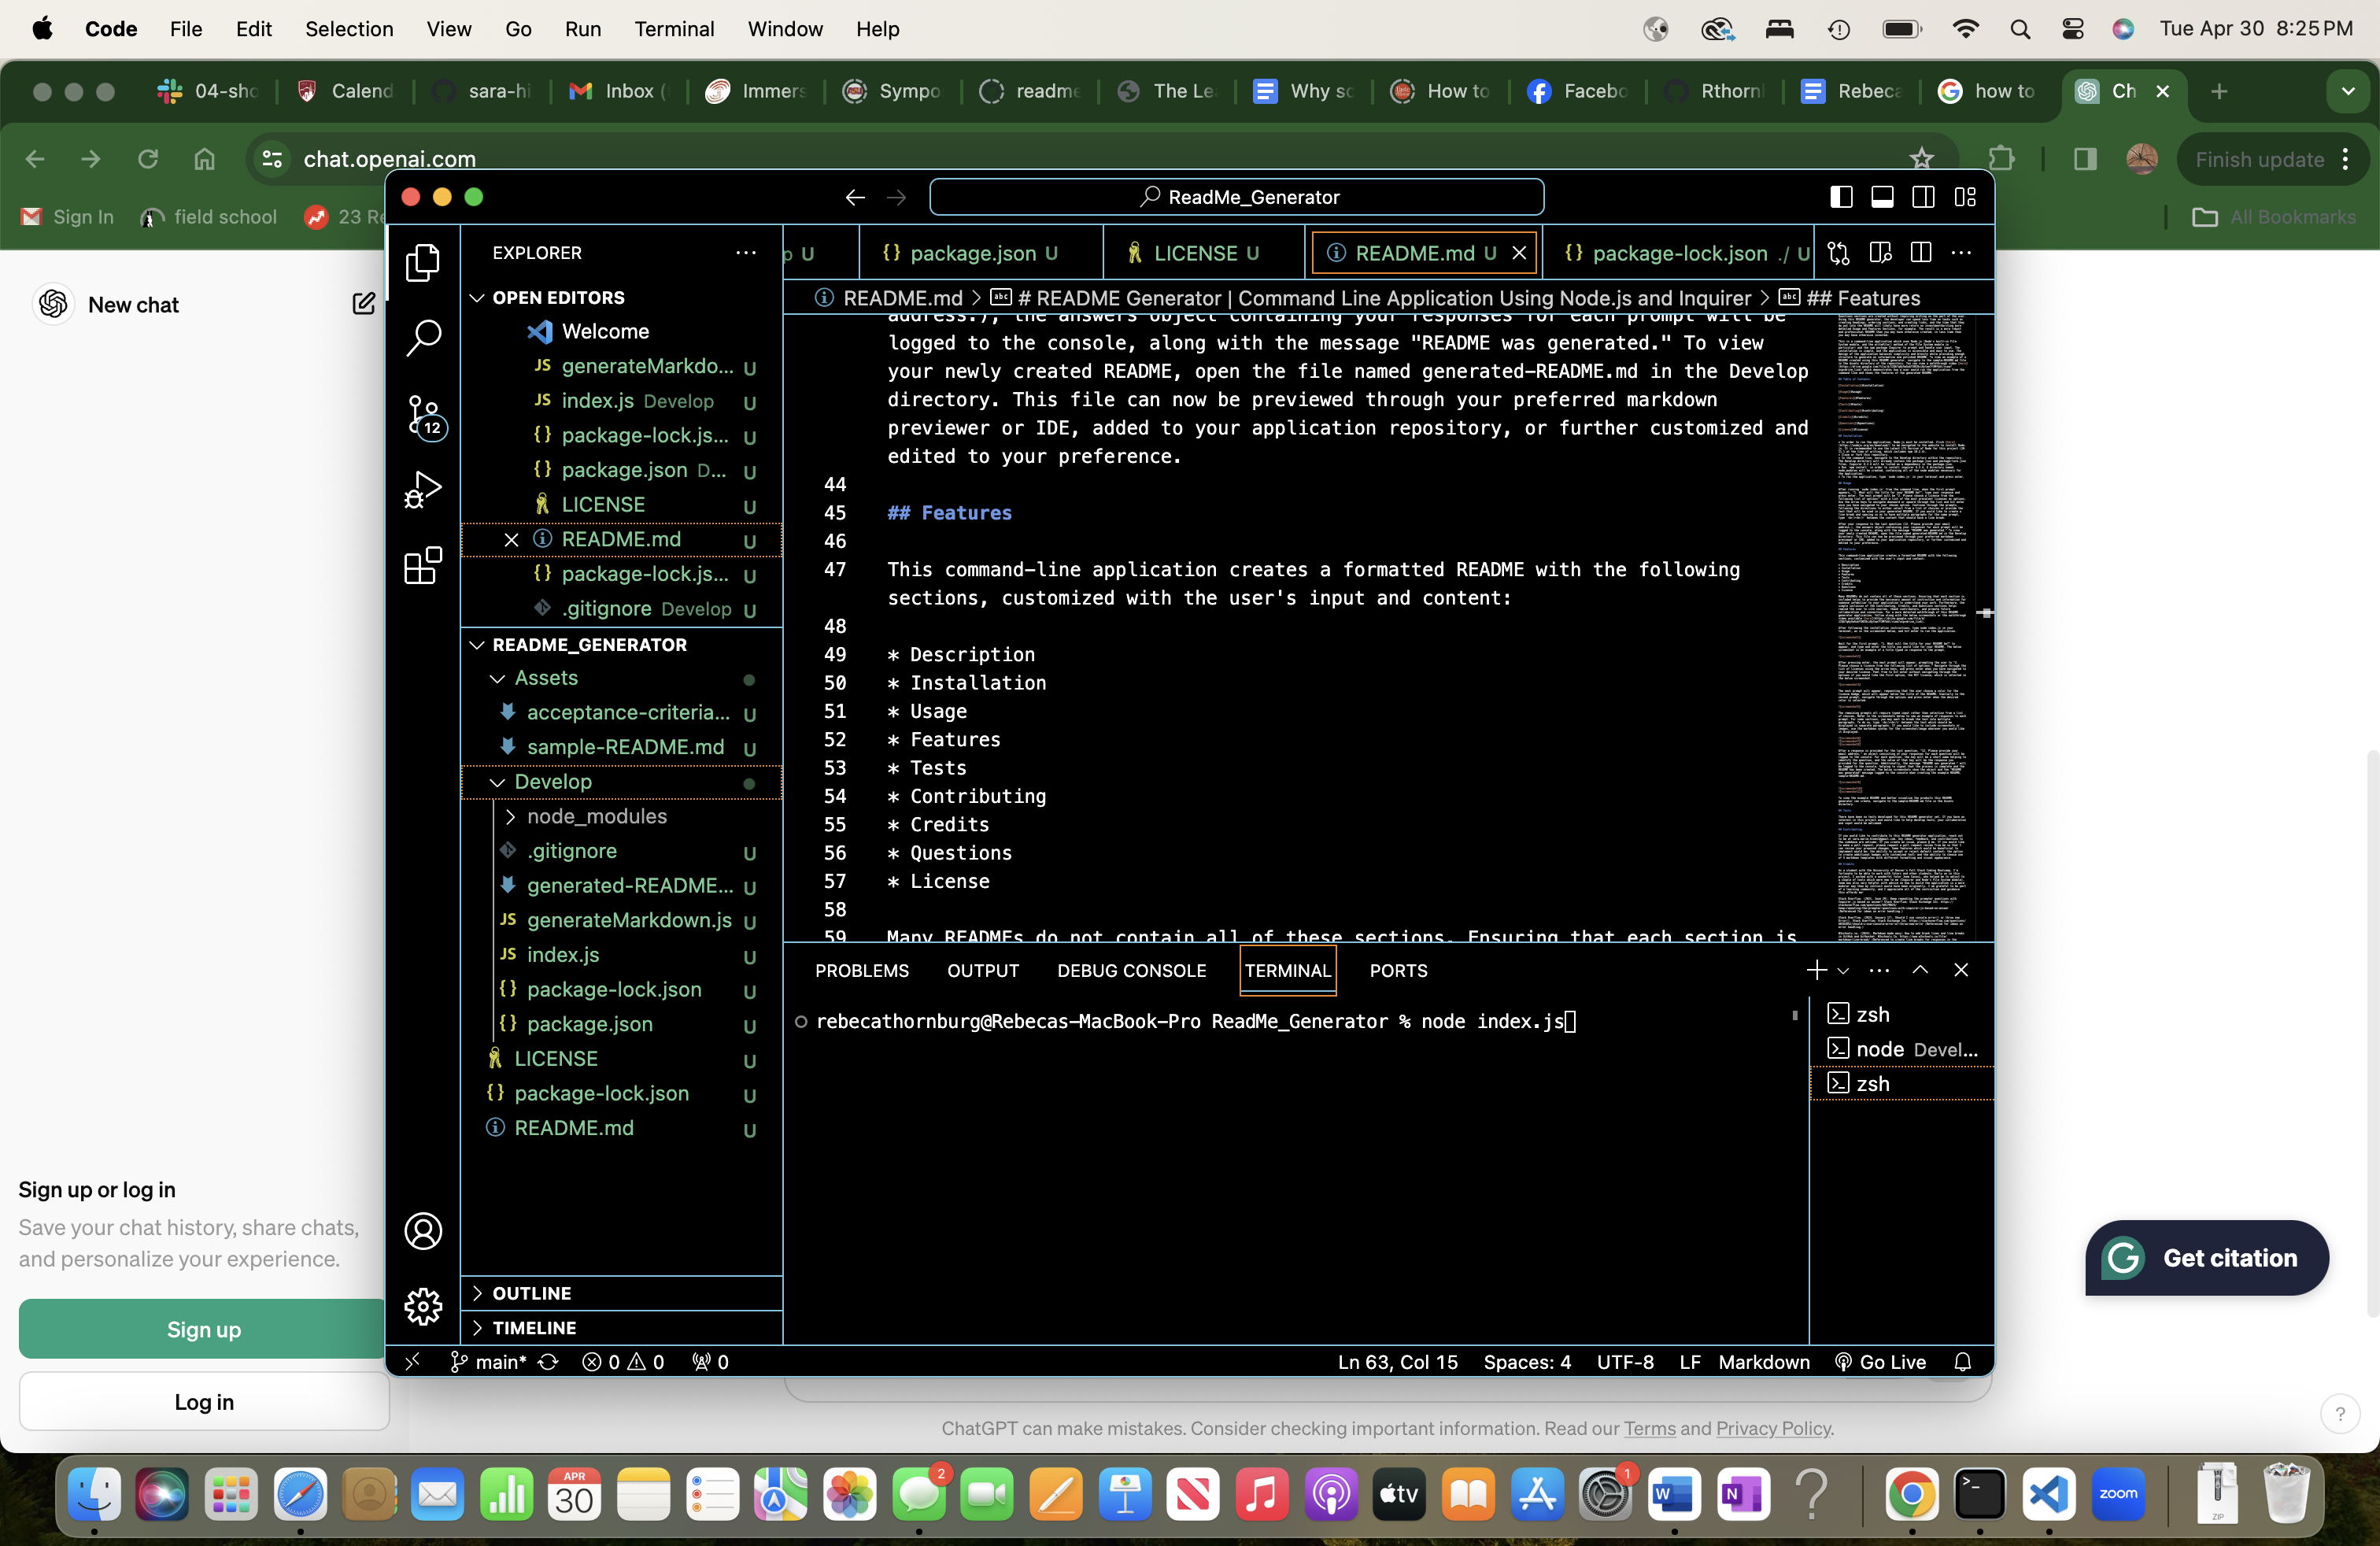 Code File Edit Selection View Go Run Terminal Window Help Tue Apr 30 8:25 PM
04-sho Calend sara-hi Inbox ( Immers Sympo readme The Le Why so How to Facebo Rthornl Rebeca how to Ch
chat.openai.com Finish update
Sign In field school 23 Re All Bookmarks
New chat
Sign up or log in
Save your chat history, share chats,
and personalize your experience.
Sign up
Log in
ReadMe_Generator
EXPLORER
OPEN EDITORS
Welcome
JS generateMarkdo... U
JS index.js Develop U
{} package-lock.js... U
{} package.json D... U
LICENSE U
README.md U
{} package-lock.js... U
.gitignore Develop U
README_GENERATOR
Assets
acceptance-criteria... U
sample-README.md U
Develop
node_modules
.gitignore U
generated-README... U
JS generateMarkdown.js U
JS index.js U
{} package-lock.json U
{} package.json U
LICENSE U
{} package-lock.json U
README.md U
OUTLINE
TIMELINE
p U {} package.json U LICENSE U README.md U {} package-lock.json ./ U
README.md > # README Generator | Command Line Application Using Node.js and Inquirer > ## Features
address.), the answers object containing your responses for each prompt will be
logged to the console, along with the message "README was generated." To view
your newly created README, open the file named generated-README.md in the Develop
directory. This file can now be previewed through your preferred markdown
previewer or IDE, added to your application repository, or further customized and
edited to your preference.
44
45 ## Features
46
47 This command-line application creates a formatted README with the following
sections, customized with the user's input and content:
48
49 * Description
50 * Installation
51 * Usage
52 * Features
53 * Tests
54 * Contributing
55 * Credits
56 * Questions
57 * License
58
59 Many READMEs do not contain all of these sections. Ensuring that each section is
PROBLEMS OUTPUT DEBUG CONSOLE TERMINAL PORTS
rebecathornburg@Rebecas-MacBook-Pro ReadMe_Generator % node index.js
zsh
node Devel...
zsh
12
main* 0 0 0 Ln 63, Col 15 Spaces: 4 UTF-8 LF Markdown Go Live
Get citation
ChatGPT can make mistakes. Consider checking important information. Read our Terms and Privacy Policy.
?
APR
30
2
tv
1
W
N
zoom
ZIP